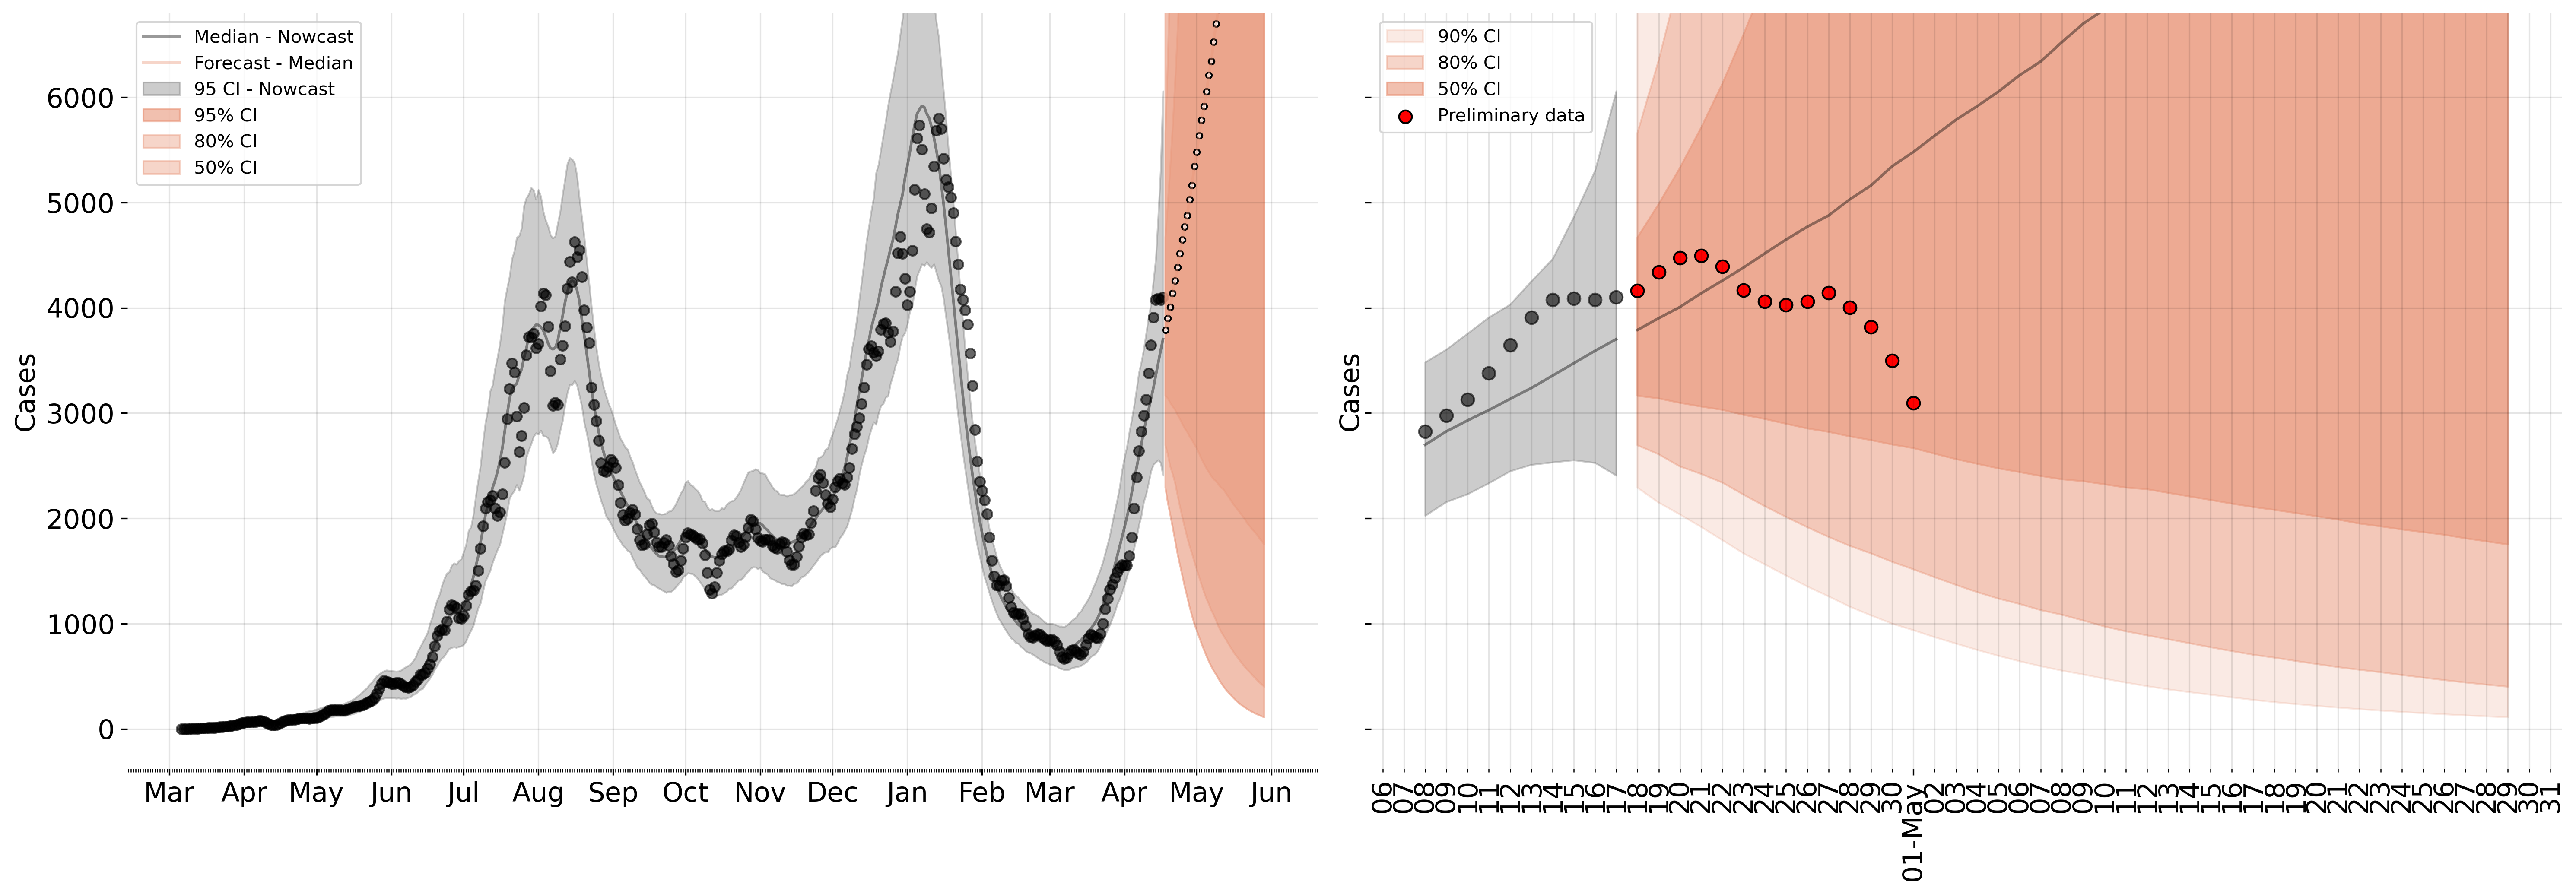 Median - Nowcast
Forecast - Median
95 CI - Nowcast
95% CI
80% CI
50% CI
Cases
6000
5000
4000
3000
2000
1000
0
Mar Apr May Jun Jul Aug Sep Oct Nov Dec Jan Feb Mar Apr May Jun
90% CI
80% CI
50% CI
Preliminary data
Cases
06 07 08 09 10 11 12 13 14 15 16 17 18 19 20 21 22 23 24 25 26 27 28 29 30 01-May 02 03 04 05 06 07 08 09 10 11 12 13 14 15 16 17 18 19 20 21 22 23 24 25 26 27 28 29 30 31